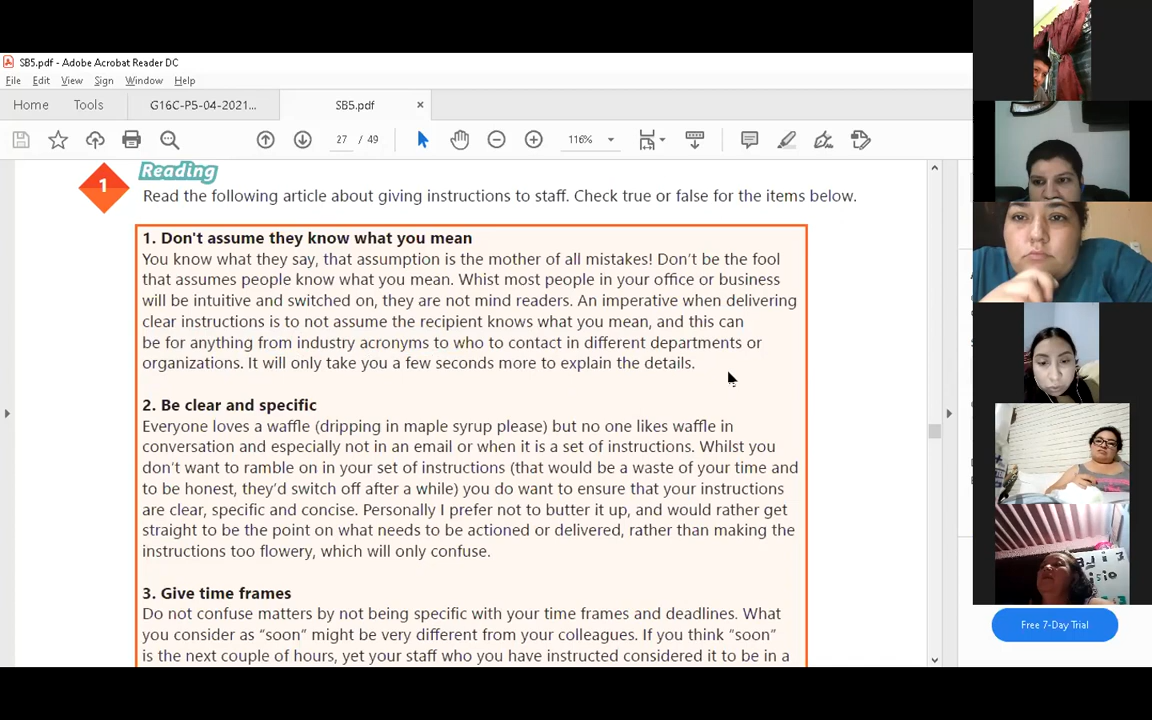 SB5.pdf - Adobe Acrobat Reader DC
File Edit View Sign Window Help
Home Tools G16C-P5-04-2021... SB5.pdf ×
27 / 49 116%
1
Reading
Read the following article about giving instructions to staff. Check true or false for the items below.
1. Don't assume they know what you mean
You know what they say, that assumption is the mother of all mistakes! Don't be the fool
that assumes people know what you mean. Whist most people in your office or business
will be intuitive and switched on, they are not mind readers. An imperative when delivering
clear instructions is to not assume the recipient knows what you mean, and this can
be for anything from industry acronyms to who to contact in different departments or
organizations. It will only take you a few seconds more to explain the details.
2. Be clear and specific
Everyone loves a waffle (dripping in maple syrup please) but no one likes waffle in
conversation and especially not in an email or when it is a set of instructions. Whilst you
don't want to ramble on in your set of instructions (that would be a waste of your time and
to be honest, they'd switch off after a while) you do want to ensure that your instructions
are clear, specific and concise. Personally I prefer not to butter it up, and would rather get
straight to be the point on what needs to be actioned or delivered, rather than making the
instructions too flowery, which will only confuse.
3. Give time frames
Do not confuse matters by not being specific with your time frames and deadlines. What
you consider as “soon” might be very different from your colleagues. If you think “soon”
is the next couple of hours, yet your staff who you have instructed considered it to be in a
Free 7-Day Trial